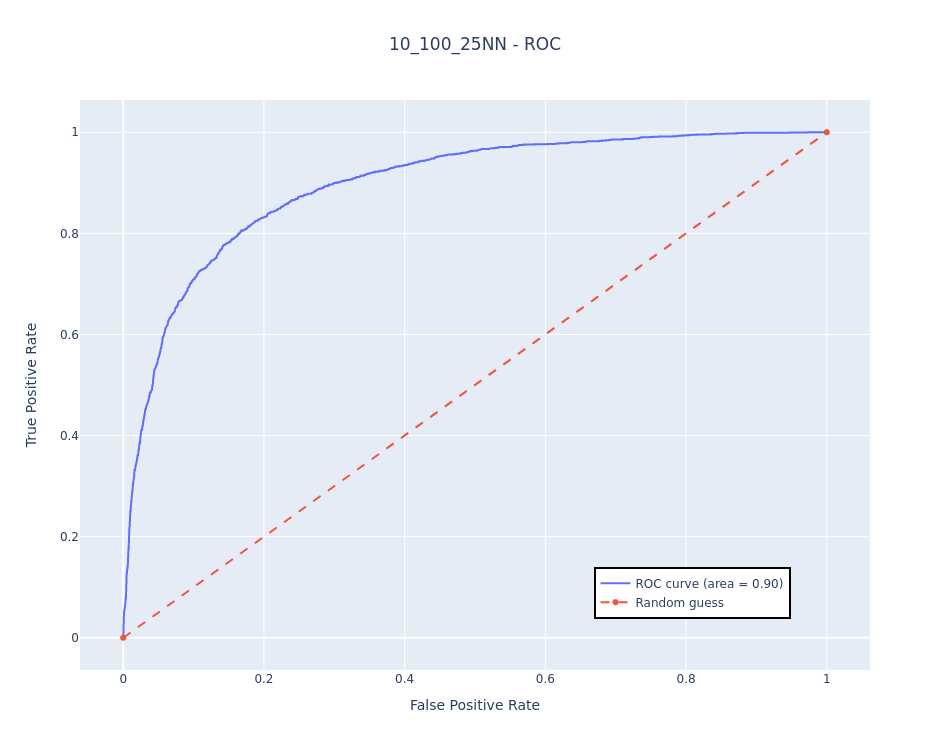 10_100_25NN - ROC
1
0.8
0.6
0.4
0.2
0
True Positive Rate
ROC curve (area = 0.90)
Random guess
0
0.2
0.4
0.6
0.8
1
False Positive Rate